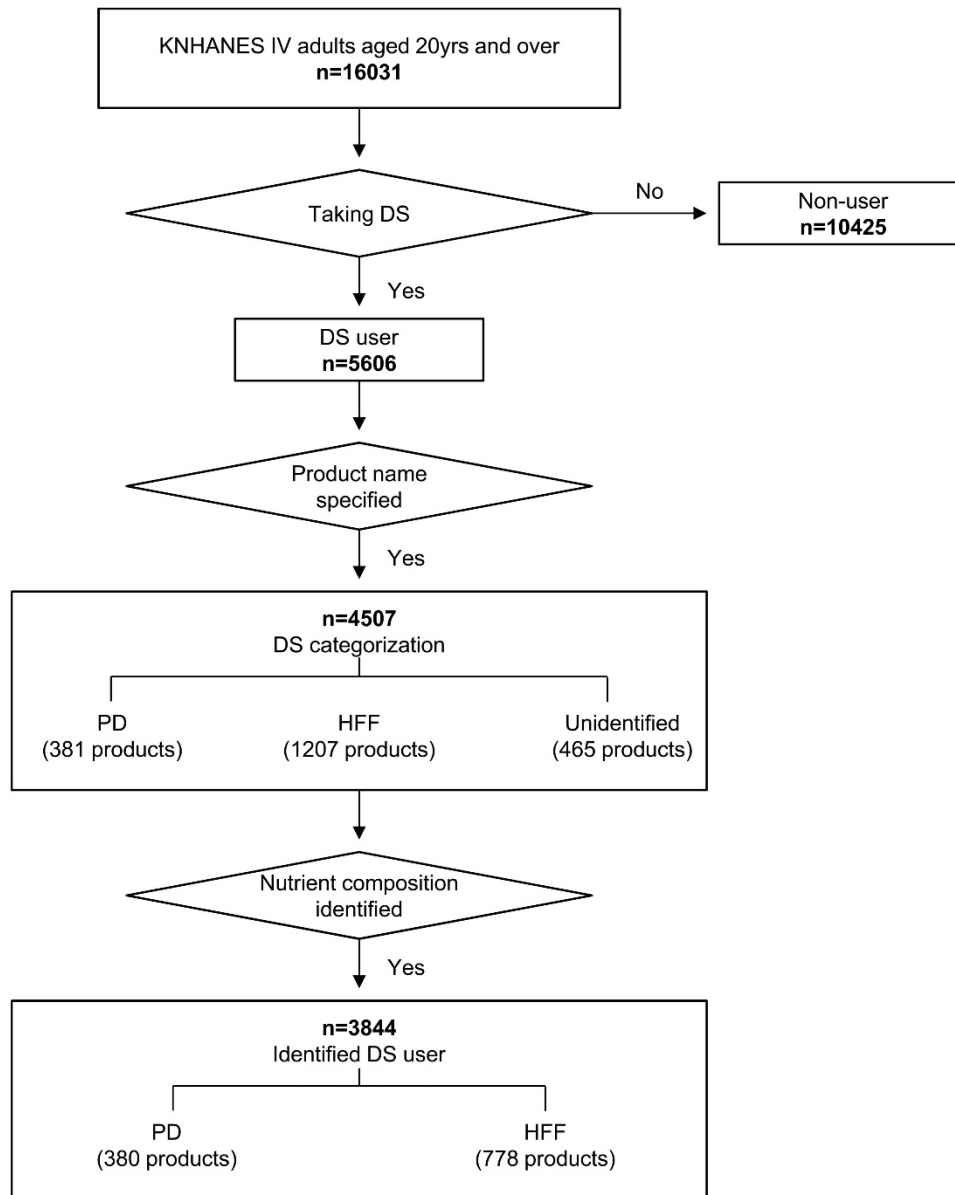 KNHANES IV adults aged 20yrs and over
n=16031
Taking DS
No
Non-user
n=10425
Yes
DS user
n=5606
Product name
specified
Yes
n=4507
DS categorization
PD
(381 products)
HFF
(1207 products)
Unidentified
(465 products)
Nutrient composition
identified
Yes
n=3844
Identified DS user
PD
(380 products)
HFF
(778 products)